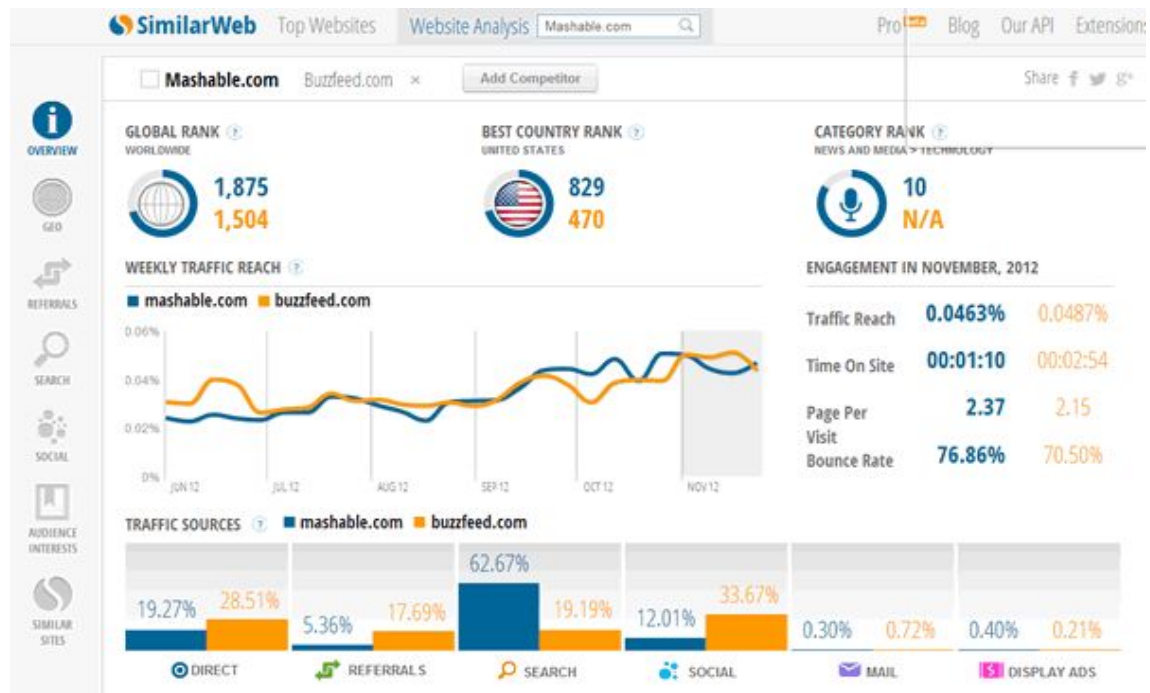 SimilarWeb Top Websites Website Analysis Mashable.com Pro beta Blog Our API Extensions
Mashable.com Buzzfeed.com × Add Competitor Share f g+
OVERVIEW
GEO
REFERRALS
SEARCH
SOCIAL
AUDIENCE
INTERESTS
SIMILAR
SITES
GLOBAL RANK ?
WORLDWIDE
1,875
1,504
BEST COUNTRY RANK ?
UNITED STATES
829
470
CATEGORY RANK ?
NEWS AND MEDIA > TECHNOLOGY
10
N/A
WEEKLY TRAFFIC REACH ?
mashable.com buzzfeed.com
0.06%
0.04%
0.02%
0%
JUN 12 JUL 12 AUG 12 SEP 12 OCT 12 NOV 12
ENGAGEMENT IN NOVEMBER, 2012
Traffic Reach 0.0463% 0.0487%
Time On Site 00:01:10 00:02:54
Page Per
Visit 2.37 2.15
Bounce Rate 76.86% 70.50%
TRAFFIC SOURCES ? mashable.com buzzfeed.com
19.27% 28.51% 5.36% 17.69% 62.67% 19.19% 12.01% 33.67% 0.30% 0.72% 0.40% 0.21%
DIRECT REFERRALS SEARCH SOCIAL MAIL $ DISPLAY ADS